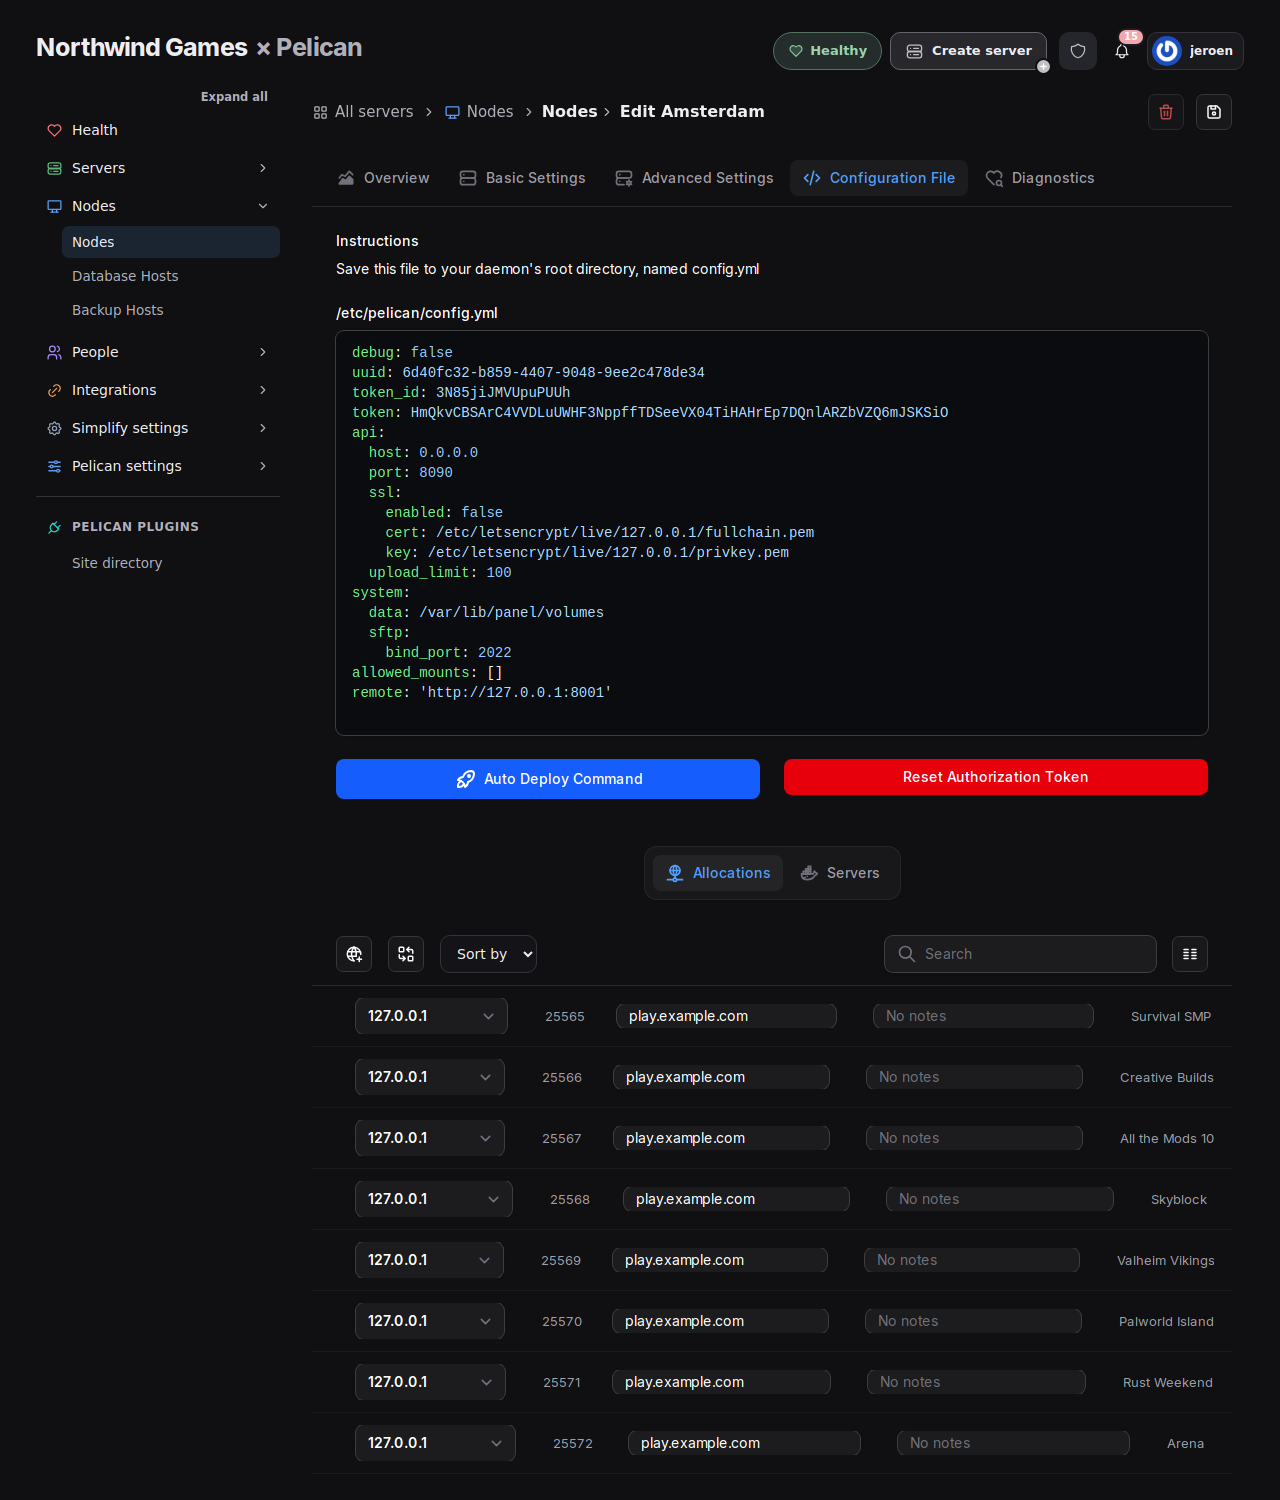 Northwind Games × Pelican
Healthy
Create server
15
jeroen
Expand all
Health
Servers
Nodes
Nodes
Database Hosts
Backup Hosts
People
Integrations
Simplify settings
Pelican settings
PELICAN PLUGINS
Site directory
All servers > Nodes > Nodes > Edit Amsterdam
Overview
Basic Settings
Advanced Settings
Configuration File
Diagnostics
Instructions
Save this file to your daemon's root directory, named config.yml
/etc/pelican/config.yml
debug: false
uuid: 6d40fc32-b859-4407-9048-9ee2c478de34
token_id: 3N85jiJMVUpuPUUh
token: HmQkvCBSArC4VVDLuUWHF3NppffTDSeeVX04TiHAHrEp7DQnlARZbVZQ6mJSKSiO
api:
  host: 0.0.0.0
  port: 8090
  ssl:
    enabled: false
    cert: /etc/letsencrypt/live/127.0.0.1/fullchain.pem
    key: /etc/letsencrypt/live/127.0.0.1/privkey.pem
  upload_limit: 100
system:
  data: /var/lib/panel/volumes
  sftp:
    bind_port: 2022
allowed_mounts: []
remote: 'http://127.0.0.1:8001'
Auto Deploy Command
Reset Authorization Token
Allocations
Servers
Sort by
Search
127.0.0.1 25565 play.example.com No notes Survival SMP
127.0.0.1 25566 play.example.com No notes Creative Builds
127.0.0.1 25567 play.example.com No notes All the Mods 10
127.0.0.1 25568 play.example.com No notes Skyblock
127.0.0.1 25569 play.example.com No notes Valheim Vikings
127.0.0.1 25570 play.example.com No notes Palworld Island
127.0.0.1 25571 play.example.com No notes Rust Weekend
127.0.0.1 25572 play.example.com No notes Arena